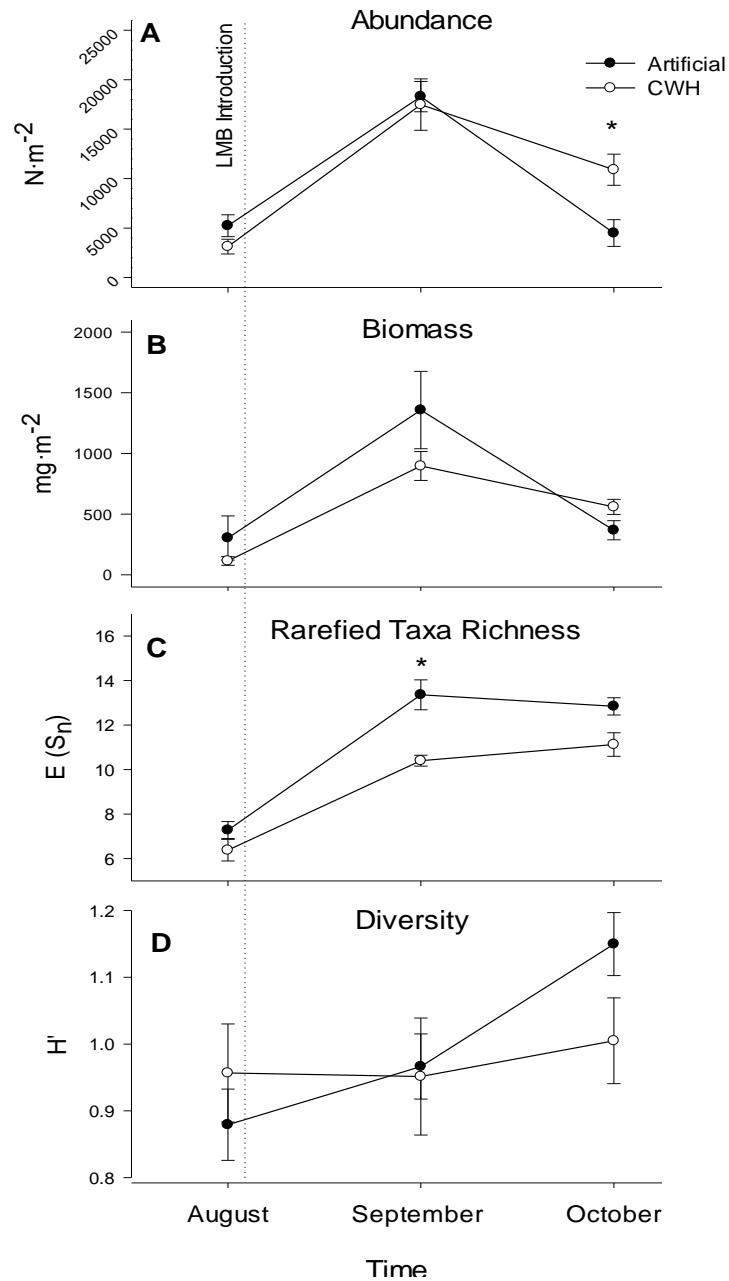 Abundance
A
LMB Introduction
Artificial
CWH
*
N·m-2
25000
20000
15000
10000
5000
0
Biomass
B
mg·m-2
2000
1500
1000
500
0
Rarefied Taxa Richness
C
*
E (Sn)
16
14
12
10
8
6
Diversity
D
H'
1.2
1.1
1.0
0.9
0.8
August September October
Time